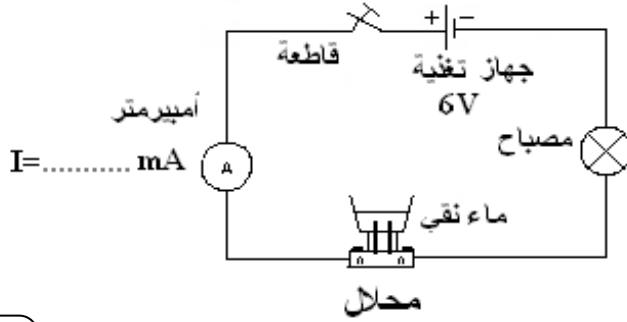 + −
قاطعة
جهاز تغذية
6V
أمبيرمتر
مصباح
I=.......... mA
A
ماء نقي
محلال